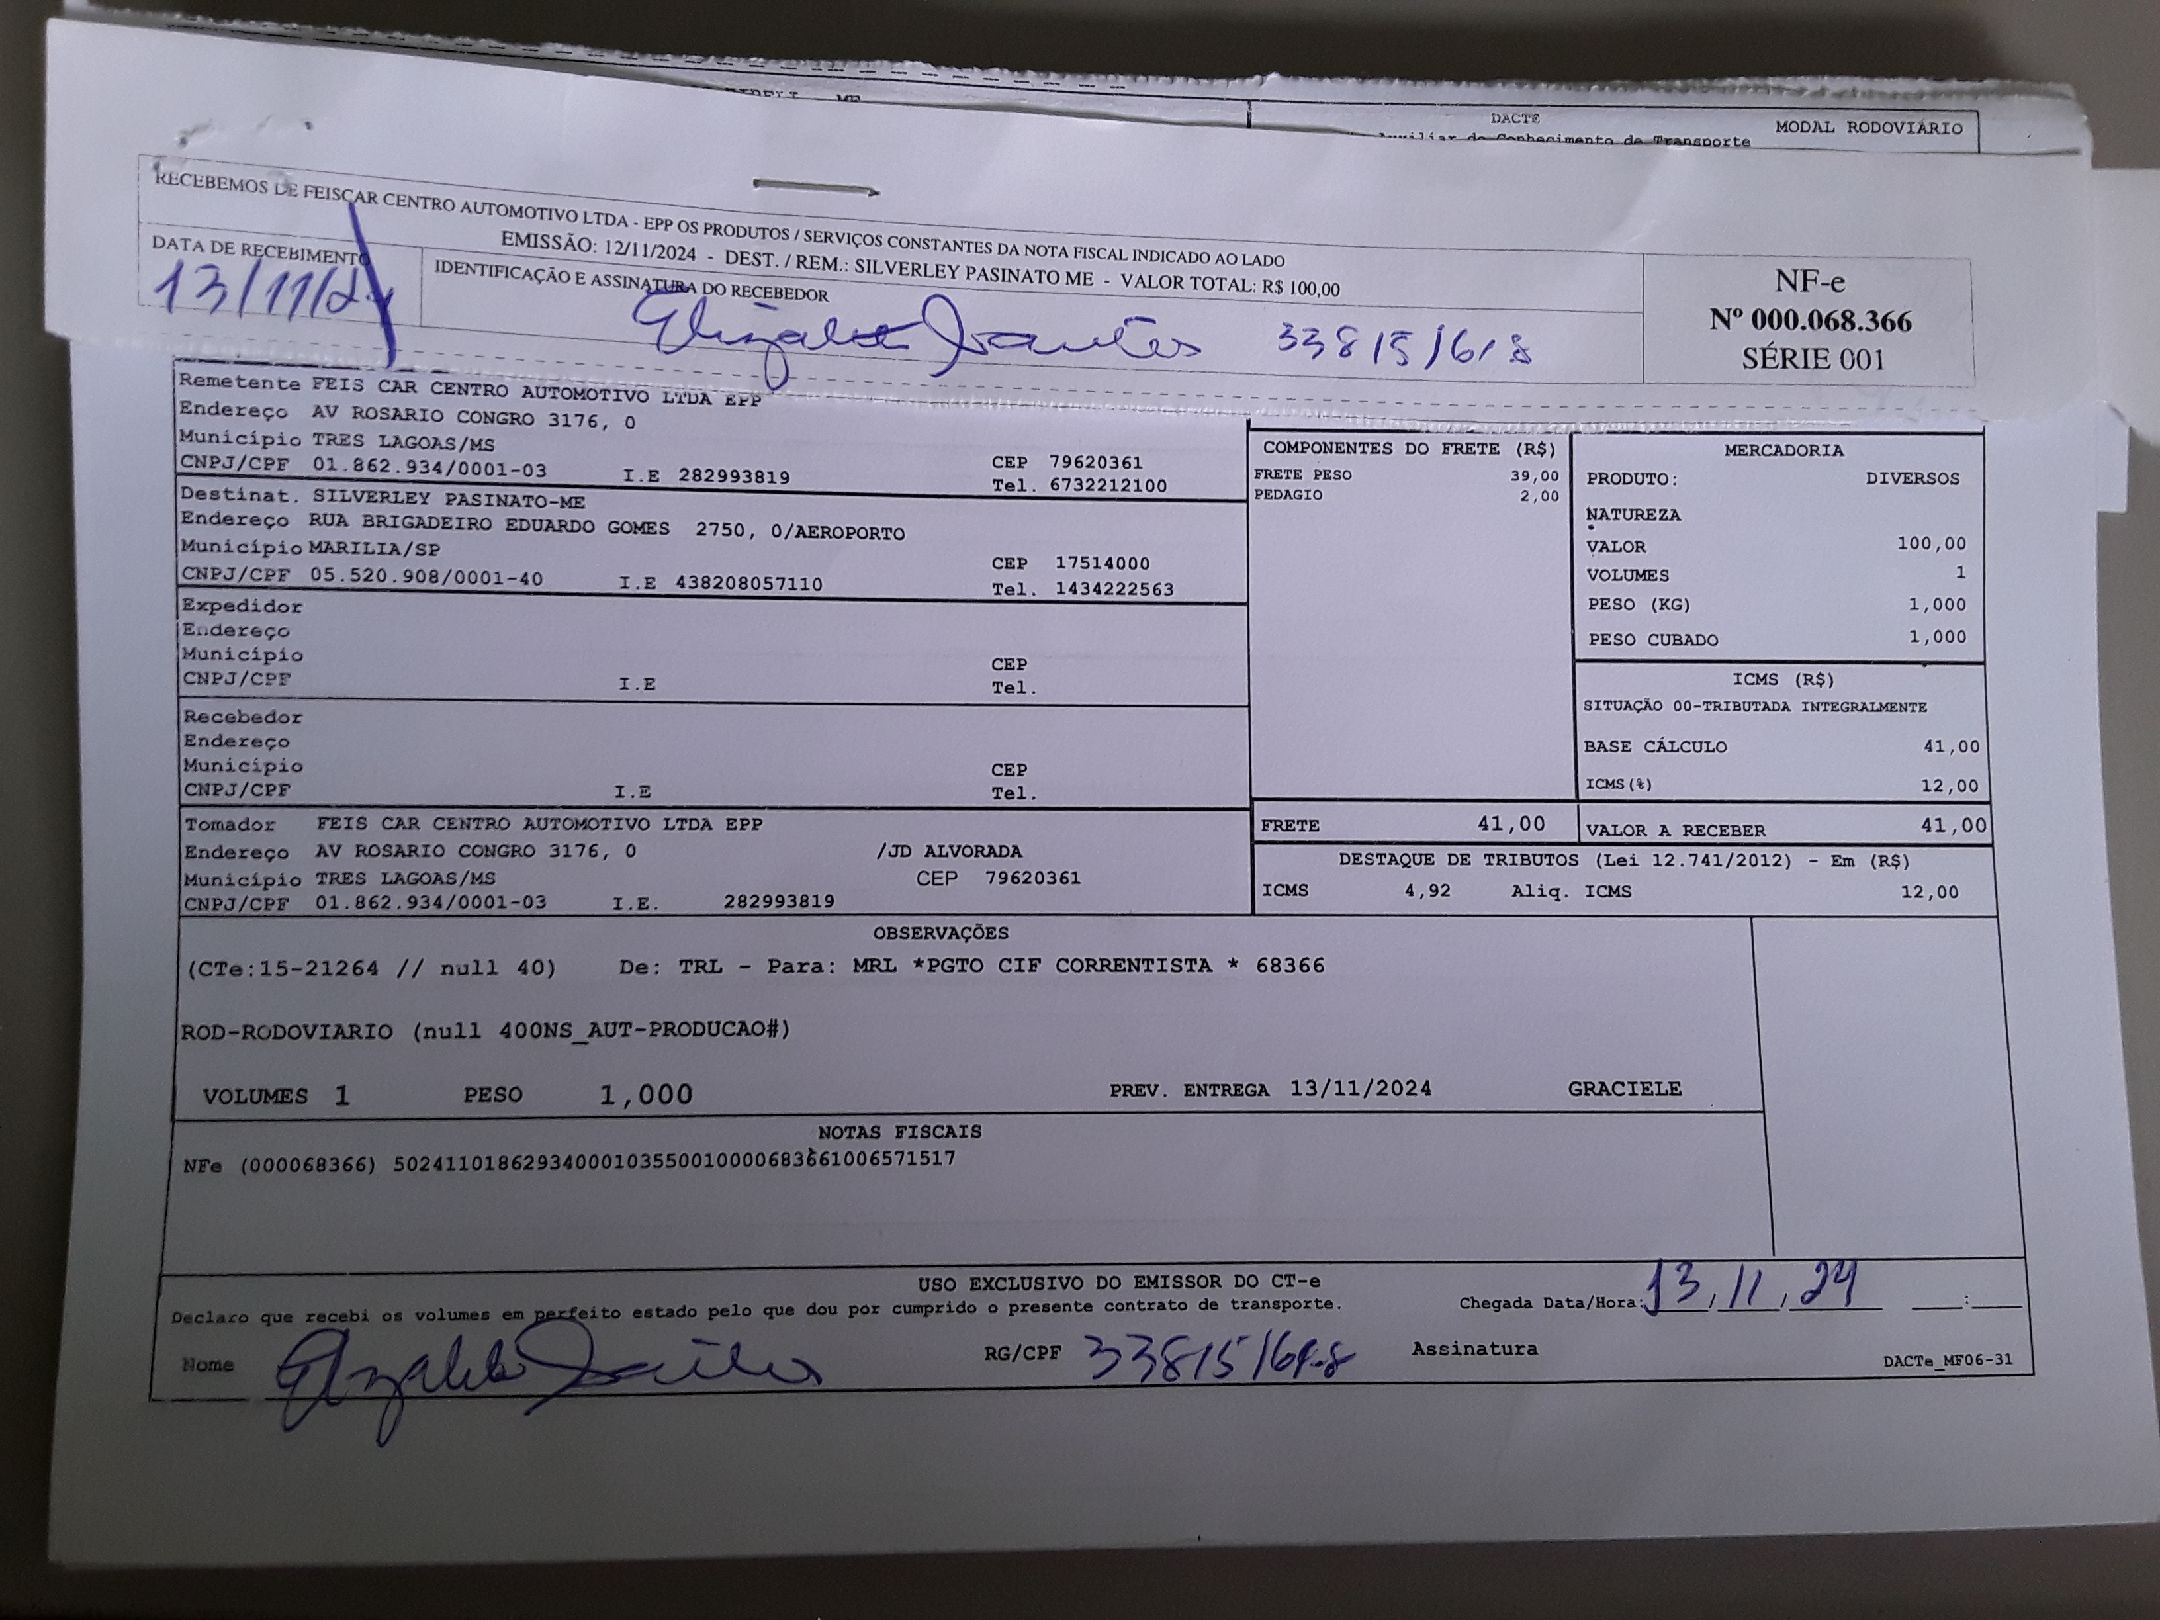 DACTE
MODAL RODOVIÁRIO
Auxiliar do Conhecimento de Transporte
RECEBEMOS DE FEISCAR CENTRO AUTOMOTIVO LTDA - EPP OS PRODUTOS / SERVIÇOS CONSTANTES DA NOTA FISCAL INDICADO AO LADO
EMISSÃO: 12/11/2024 - DEST. / REM.: SILVERLEY PASINATO ME - VALOR TOTAL: R$ 100,00
DATA DE RECEBIMENTO
13/11/24
IDENTIFICAÇÃO E ASSINATURA DO RECEBEDOR
NF-e
Nº 000.068.366
SÉRIE 001
Remetente FEIS CAR CENTRO AUTOMOTIVO LTDA EPP
Endereço AV ROSARIO CONGRO 3176, 0
Município TRES LAGOAS/MS
CEP 79620361
CNPJ/CPF 01.862.934/0001-03 I.E 282993819
Tel. 6732212100
Destinat. SILVERLEY PASINATO-ME
Endereço RUA BRIGADEIRO EDUARDO GOMES 2750, 0/AEROPORTO
Município MARILIA/SP
CEP 17514000
CNPJ/CPF 05.520.908/0001-40 I.E 438208057110
Tel. 1434222563
Expedidor
Endereço
Município
CEP
CNPJ/CPF I.E
Tel.
Recebedor
Endereço
Município
CEP
CNPJ/CPF I.E
Tel.
Tomador FEIS CAR CENTRO AUTOMOTIVO LTDA EPP
Endereço AV ROSARIO CONGRO 3176, 0 /JD ALVORADA
Município TRES LAGOAS/MS CEP 79620361
CNPJ/CPF 01.862.934/0001-03 I.E. 282993819
COMPONENTES DO FRETE (R$)
FRETE PESO 39,00
PEDAGIO 2,00
MERCADORIA
PRODUTO: DIVERSOS
NATUREZA
VALOR 100,00
VOLUMES 1
PESO (KG) 1,000
PESO CUBADO 1,000
ICMS (R$)
SITUAÇÃO 00-TRIBUTADA INTEGRALMENTE
BASE CÁLCULO 41,00
ICMS(%) 12,00
FRETE 41,00
VALOR A RECEBER 41,00
DESTAQUE DE TRIBUTOS (Lei 12.741/2012) - Em (R$)
ICMS 4,92 Aliq. ICMS 12,00
OBSERVAÇÕES
(CTe:15-21264 // null 40) De: TRL - Para: MRL *PGTO CIF CORRENTISTA * 68366
ROD-RODOVIARIO (null 400NS_AUT-PRODUCAO#)
VOLUMES 1 PESO 1,000 PREV. ENTREGA 13/11/2024 GRACIELE
NOTAS FISCAIS
NFe (000068366) 50241101862934000103550010000683661006571517
USO EXCLUSIVO DO EMISSOR DO CT-e
Declaro que recebi os volumes em perfeito estado pelo que dou por cumprido o presente contrato de transporte.
Chegada Data/Hora: 13, 11, 24 :
Nome
RG/CPF
Assinatura
DACTe_MF06-31